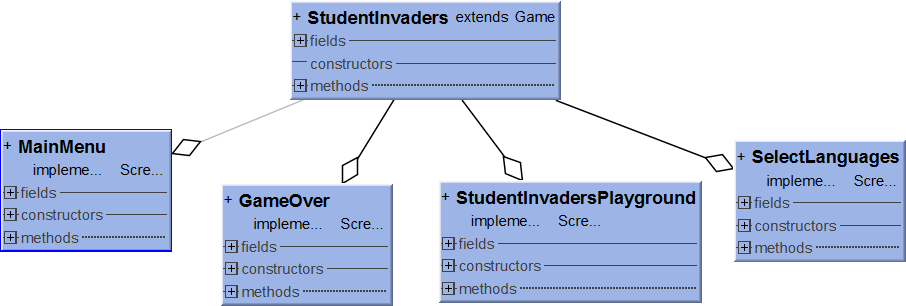 + StudentInvaders extends Game
+ fields
constructors
+ methods
+ MainMenu
impleme... Scre...
+ fields
+ constructors
+ methods
+ GameOver
impleme... Scre...
+ fields
+ constructors
+ methods
+ StudentInvadersPlayground
impleme... Scre...
+ fields
+ constructors
+ methods
+ SelectLanguages
impleme... Scre...
+ fields
+ constructors
+ methods